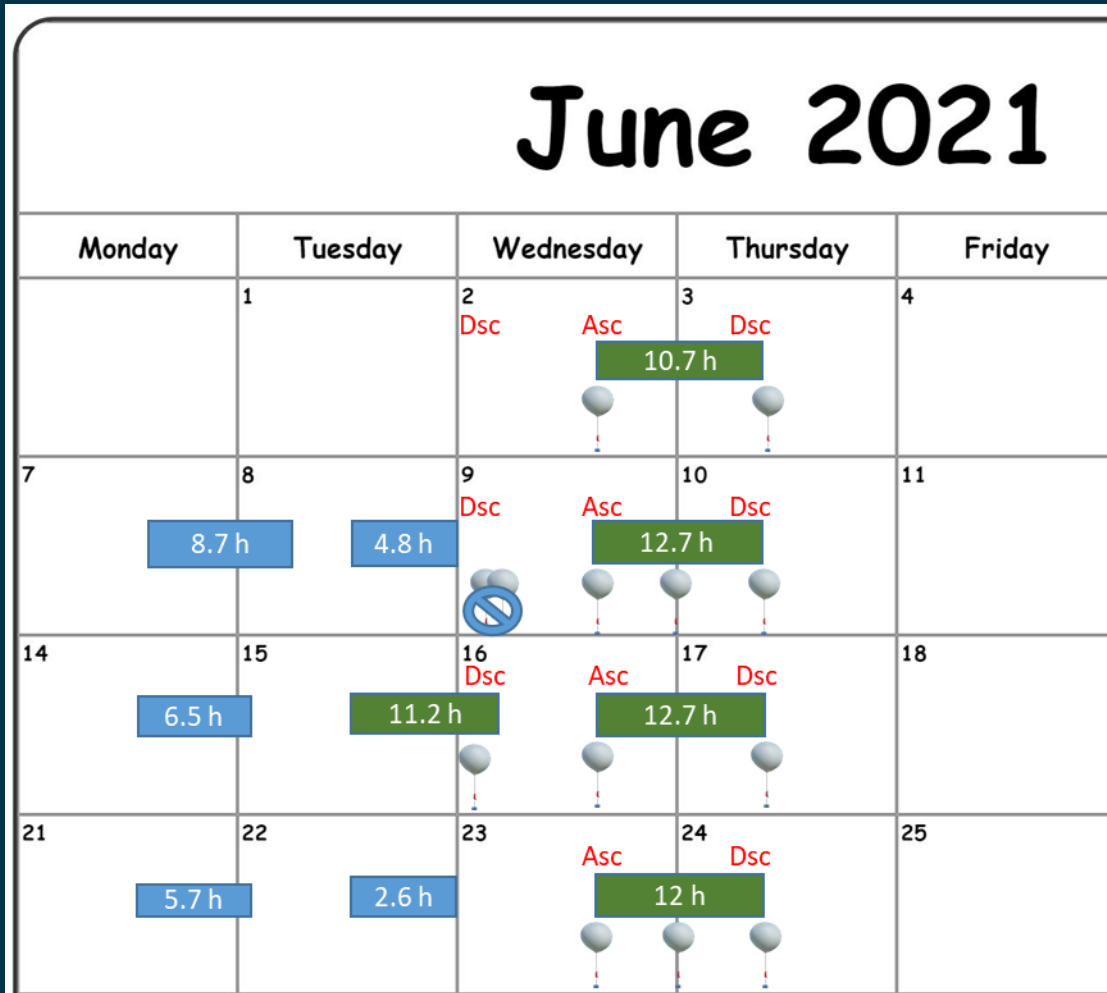 June 2021
Monday Tuesday Wednesday Thursday Friday
1 2 3 4
Dsc Asc Dsc
10.7 h
7 8 9 10 11
Dsc Asc Dsc
8.7 h 4.8 h 12.7 h
14 15 16 17 18
Dsc Asc Dsc
6.5 h 11.2 h 12.7 h
21 22 23 24 25
Asc Dsc
5.7 h 2.6 h 12 h